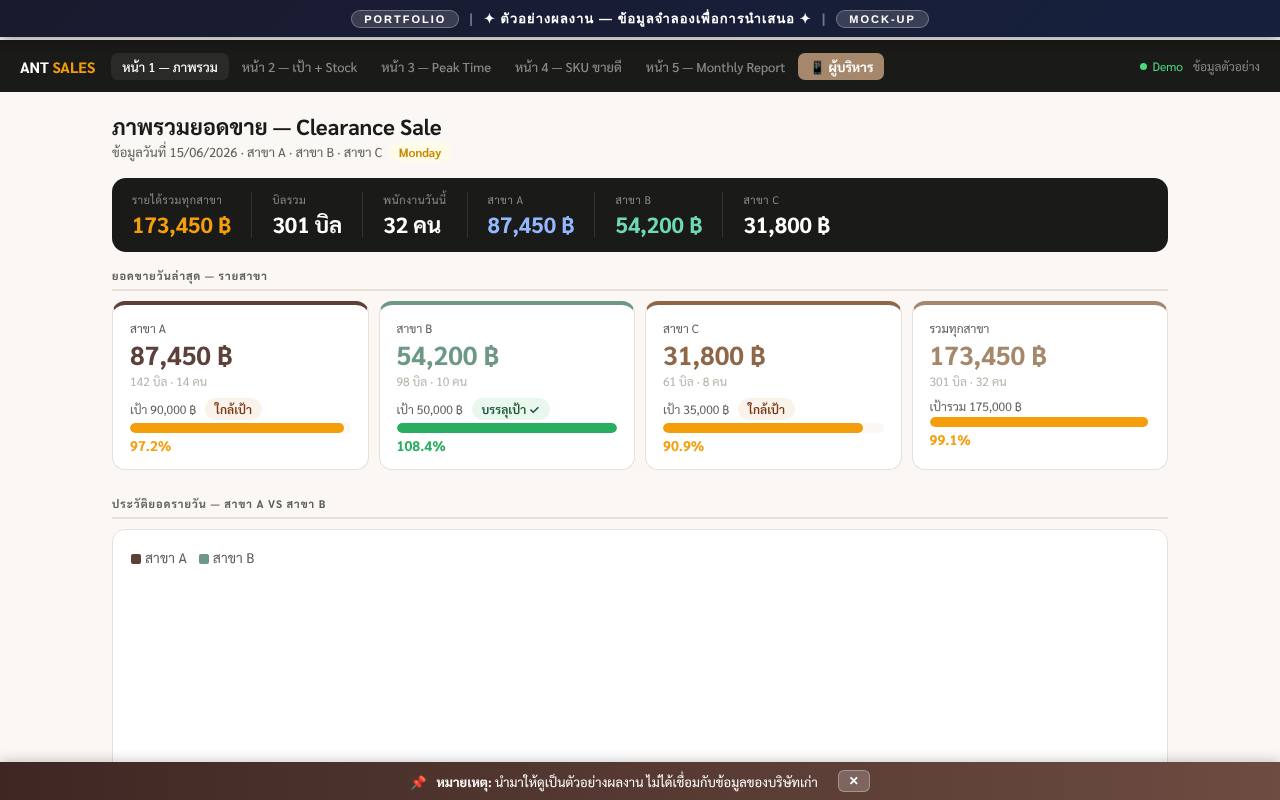 PORTFOLIO | ✦ ตัวอย่างผลงาน — ข้อมูลจำลองเพื่อการนำเสนอ ✦ | MOCK-UP
ANT SALES หน้า 1 — ภาพรวม หน้า 2 — เป้า + Stock หน้า 3 — Peak Time หน้า 4 — SKU ขายดี หน้า 5 — Monthly Report 📱 ผู้บริหาร Demo ข้อมูลตัวอย่าง
ภาพรวมยอดขาย — Clearance Sale
ข้อมูลวันที่ 15/06/2026 · สาขา A · สาขา B · สาขา C Monday
รายได้รวมทุกสาขา บิลรวม พนักงานวันนี้ สาขา A สาขา B สาขา C
173,450 ฿ 301 บิล 32 คน 87,450 ฿ 54,200 ฿ 31,800 ฿
ยอดขายวันล่าสุด — รายสาขา
สาขา A สาขา B สาขา C รวมทุกสาขา
87,450 ฿ 54,200 ฿ 31,800 ฿ 173,450 ฿
142 บิล · 14 คน 98 บิล · 10 คน 61 บิล · 8 คน 301 บิล · 32 คน
เป้า 90,000 ฿ ใกล้เป้า เป้า 50,000 ฿ บรรลุเป้า ✓ เป้า 35,000 ฿ ใกล้เป้า เป้ารวม 175,000 ฿
97.2% 108.4% 90.9% 99.1%
ประวัติยอดรายวัน — สาขา A VS สาขา B
สาขา A สาขา B
📌 หมายเหตุ: นำมาให้ดูเป็นตัวอย่างผลงาน ไม่ได้เชื่อมกับข้อมูลของบริษัทเก่า ✕